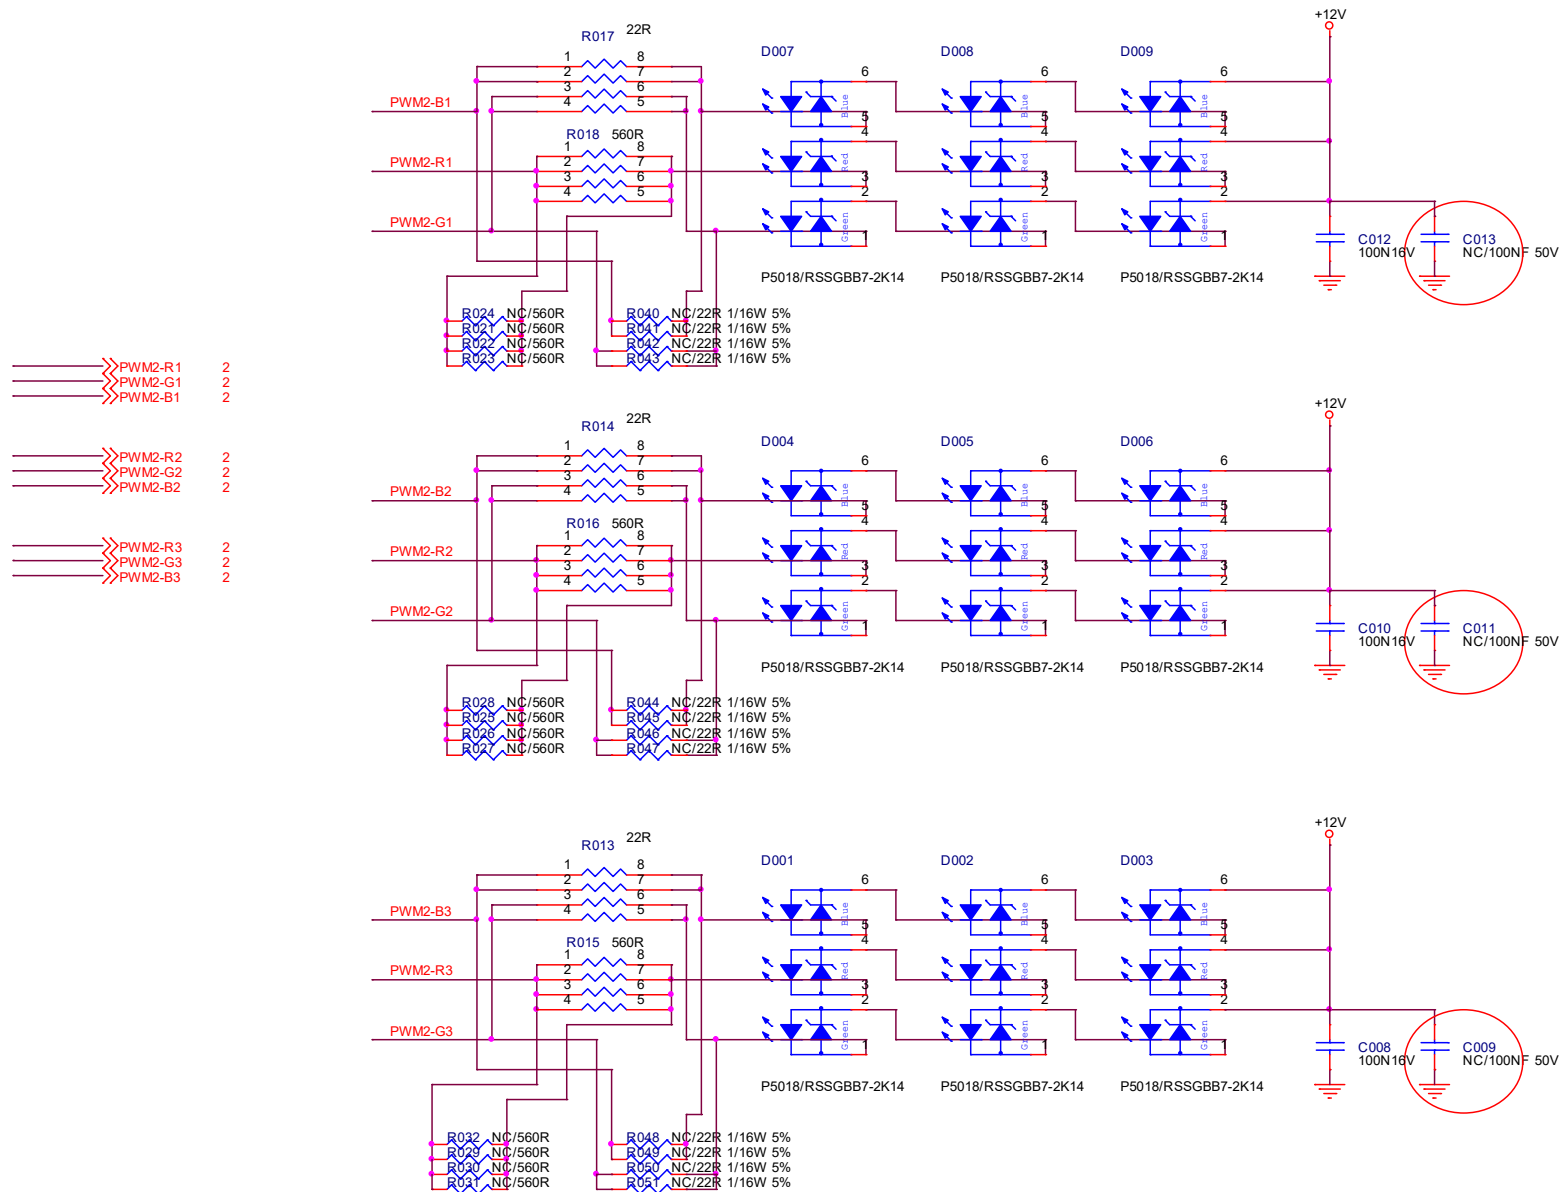 +12V
R017 22R
D007 D008 D009
1 8
2 7
3 6
4 5
PWM2-B1
6 6 6
Blue Blue Blue
5 5 5
4 4 4
R018 560R
1 8
2 7
3 6
4 5
PWM2-R1
Red Red Red
3 3 3
2 2 2
PWM2-G1
Green Green Green
1 1 1
C012
100N16V
C013
NC/100NF 50V
P5018/RSSGBB7-2K14 P5018/RSSGBB7-2K14 P5018/RSSGBB7-2K14
R024 NC/560R R040 NC/22R 1/16W 5%
R021 NC/560R R041 NC/22R 1/16W 5%
R022 NC/560R R042 NC/22R 1/16W 5%
R023 NC/560R R043 NC/22R 1/16W 5%
PWM2-R1 2
PWM2-G1 2
PWM2-B1 2
PWM2-R2 2
PWM2-G2 2
PWM2-B2 2
PWM2-R3 2
PWM2-G3 2
PWM2-B3 2
+12V
R014 22R
D004 D005 D006
1 8
2 7
3 6
4 5
PWM2-B2
6 6 6
Blue Blue Blue
5 5 5
4 4 4
R016 560R
1 8
2 7
3 6
4 5
PWM2-R2
Red Red Red
3 3 3
2 2 2
PWM2-G2
Green Green Green
1 1 1
C010
100N16V
C011
NC/100NF 50V
P5018/RSSGBB7-2K14 P5018/RSSGBB7-2K14 P5018/RSSGBB7-2K14
R028 NC/560R R044 NC/22R 1/16W 5%
R025 NC/560R R045 NC/22R 1/16W 5%
R026 NC/560R R046 NC/22R 1/16W 5%
R027 NC/560R R047 NC/22R 1/16W 5%
+12V
R013 22R
D001 D002 D003
1 8
2 7
3 6
4 5
PWM2-B3
6 6 6
Blue Blue Blue
5 5 5
4 4 4
R015 560R
1 8
2 7
3 6
4 5
PWM2-R3
Red Red Red
3 3 3
2 2 2
PWM2-G3
Green Green Green
1 1 1
C008
100N16V
C009
NC/100NF 50V
P5018/RSSGBB7-2K14 P5018/RSSGBB7-2K14 P5018/RSSGBB7-2K14
R032 NC/560R R048 NC/22R 1/16W 5%
R029 NC/560R R049 NC/22R 1/16W 5%
R030 NC/560R R050 NC/22R 1/16W 5%
R031 NC/560R R051 NC/22R 1/16W 5%